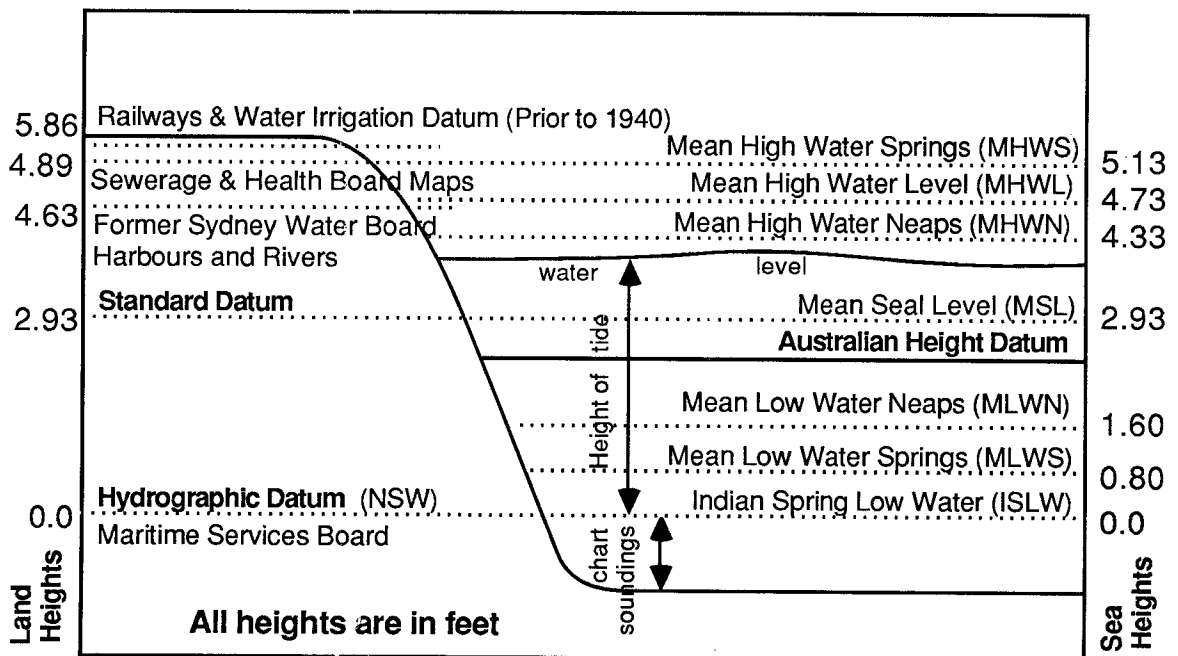 Railways & Water Irrigation Datum (Prior to 1940)
5.86
Mean High Water Springs (MHWS)
4.89
5.13
Sewerage & Health Board Maps
Mean High Water Level (MHWL)
4.73
4.63
Former Sydney Water Board
Mean High Water Neaps (MHWN)
4.33
Harbours and Rivers
water level
Standard Datum
Mean Seal Level (MSL)
2.93
2.93
Australian Height Datum
Height of tide
Mean Low Water Neaps (MLWN)
1.60
Mean Low Water Springs (MLWS)
0.80
Hydrographic Datum (NSW)
Indian Spring Low Water (ISLW)
0.0
0.0
Maritime Services Board
chart
soundings
Land
Heights
All heights are in feet
Sea
Heights